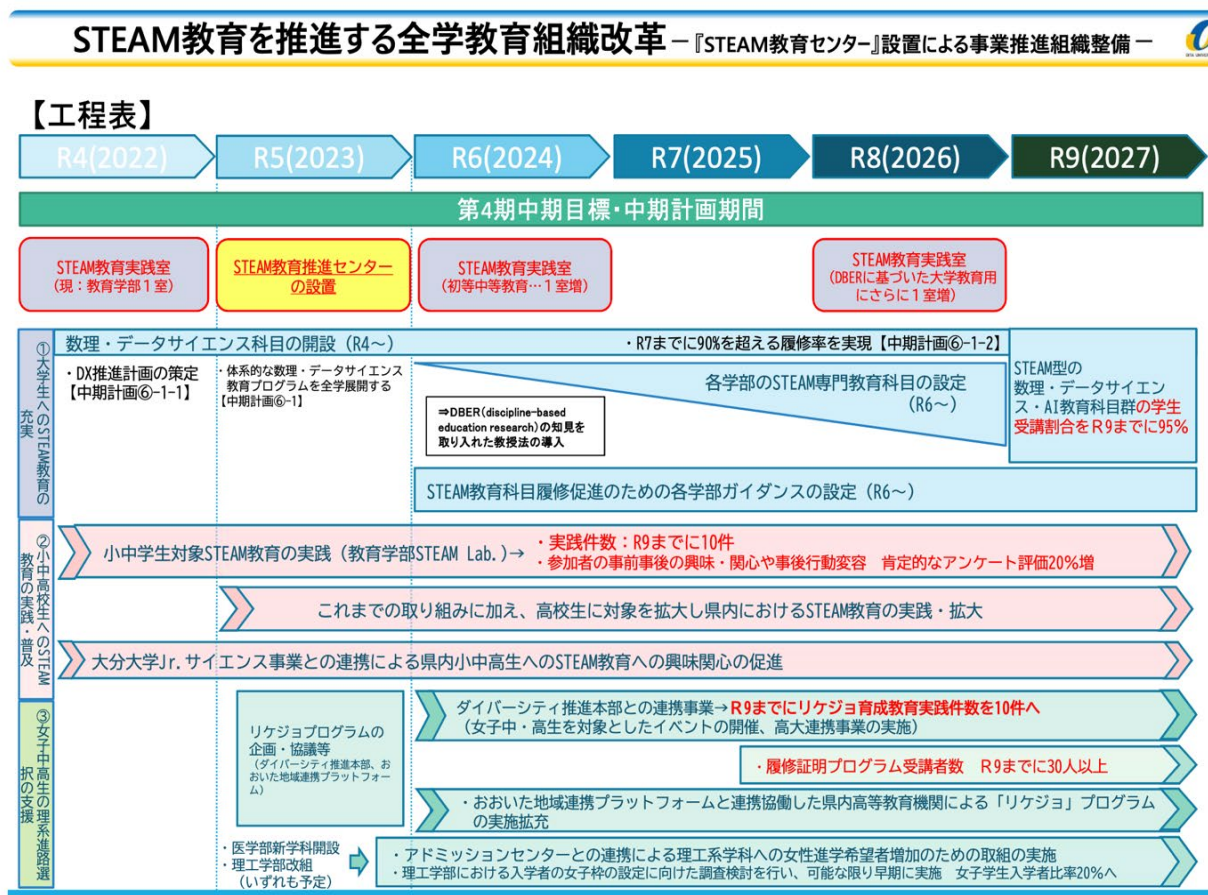 STEAM教育を推進する全学教育組織改革 －『STEAM教育センター』設置による事業推進組織整備－
【工程表】
R4(2022)
R5(2023)
R6(2024)
R7(2025)
R8(2026)
R9(2027)
第4期中期目標・中期計画期間
STEAM教育実践室
(現：教育学部１室)
STEAM教育推進センター
の設置
STEAM教育実践室
(初等中等教育…１室増)
STEAM教育実践室
(DBERに基づいた大学教育用
にさらに１室増)
①大学生へのSTEAM教育の
充実
数理・データサイエンス科目の開設（R4～）
・R7までに90%を超える履修率を実現【中期計画⑥-1-2】
・DX推進計画の策定
【中期計画⑥-1-1】
・体系的な数理・データサイエンス
教育プログラムを全学展開する
【中期計画⑥-1】
⇒DBER(discipline-based
education research)の知見を
取り入れた教授法の導入
各学部のSTEAM専門教育科目の設定
(R6～)
STEAM型の
数理・データサイエン
ス・AI教育科目群の学生
受講割合をＲ9までに95%
STEAM教育科目履修促進のための各学部ガイダンスの設定（R6～）
②小中高校生へのSTEAM
教育の実践・普及
小中学生対象STEAM教育の実践（教育学部STEAM Lab.）→
・実践件数：R9までに10件
・参加者の事前事後の興味・関心や事後行動変容　肯定的なアンケート評価20%増
これまでの取り組みに加え、高校生に対象を拡大し県内におけるSTEAM教育の実践・拡大
大分大学Jr.サイエンス事業との連携による県内小中高生へのSTEAM教育への興味関心の促進
③女子中高生の理系進路選
択の支援
リケジョプログラムの
企画・協議等
（ダイバーシティ推進本部、お
おいた地域連携プラットフォー
ム）
ダイバーシティ推進本部との連携事業→Ｒ9までにリケジョ育成教育実践件数を10件へ
（女子中・高生を対象としたイベントの開催、高大連携事業の実施）
・履修証明プログラム受講者数　Ｒ9までに30人以上
・おおいた地域連携プラットフォームと連携協働した県内高等教育機関による「リケジョ」プログラム
の実施拡充
・医学部新学科開設
・理工学部改組
（いずれも予定）
・アドミッションセンターとの連携による理工系学科への女性進学希望者増加のための取組の実施
・理工学部における入学者の女子枠の設定に向けた調査検討を行い、可能な限り早期に実施　女子学生入学者比率20%へ